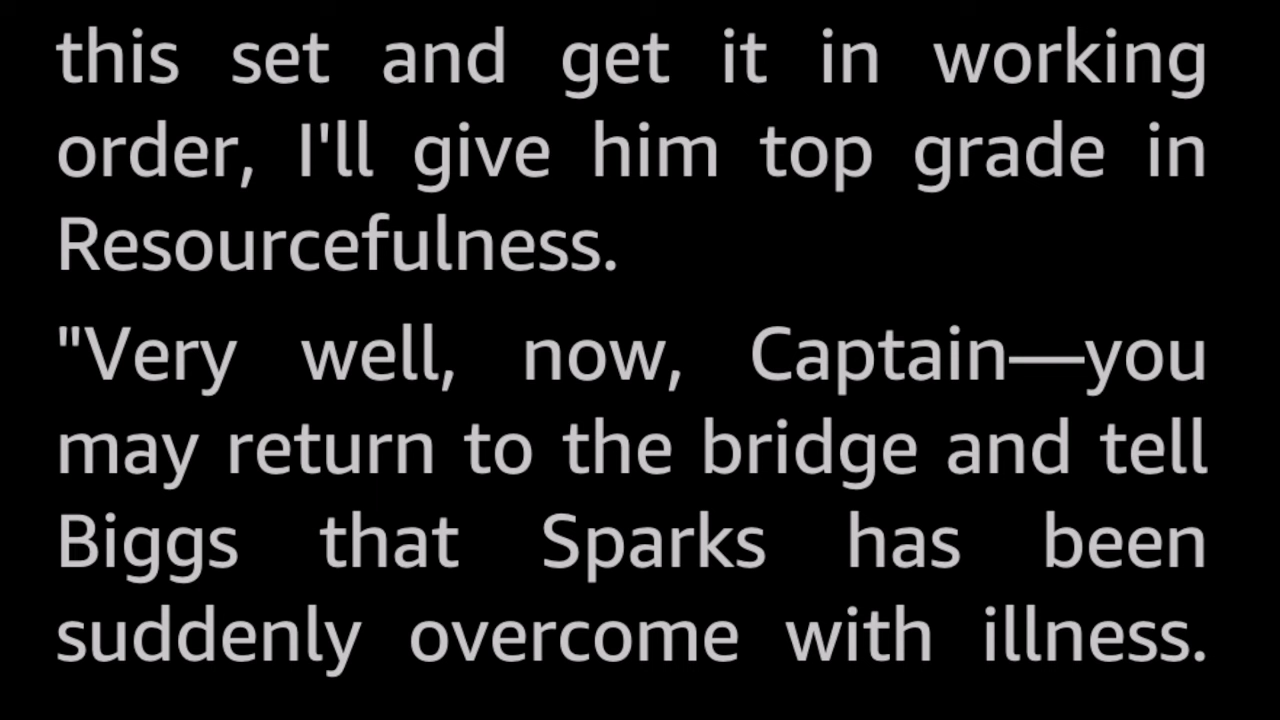 this set and get it in working
order, I'll give him top grade in
Resourcefulness.
"Very well, now, Captain—you
may return to the bridge and tell
Biggs that Sparks has been
suddenly overcome with illness.